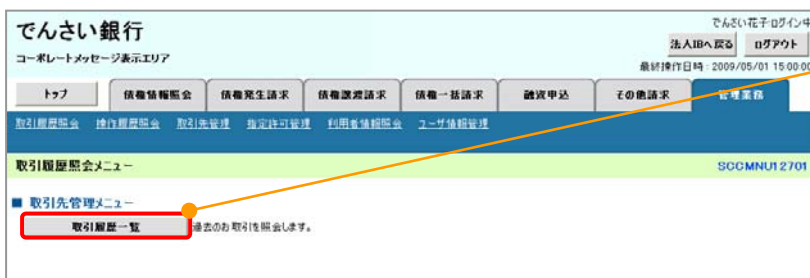 でんさい銀行
でんさい花子ログイン中
コーポレートメッセージ表示エリア
法人IBへ戻る ログアウト
最終操作日時:2009/05/01 15:00:00
トップ 債権情報照会 債権発生請求 債権譲渡請求 債権一括請求 融資申込 その他請求 管理業務
取引履歴照会 操作履歴照会 取引先管理 指定許可管理 利用者情報照会 ユーザ情報管理
取引履歴照会メニュー SCCMNU12701
■ 取引先管理メニュー
取引履歴一覧 過去のお取引を照会します。